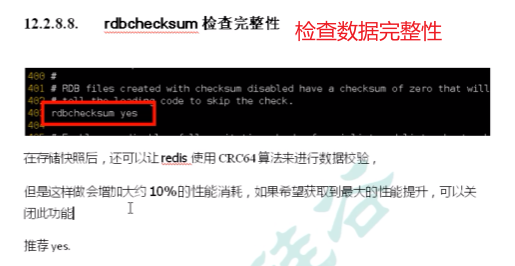 12.2.8.8. rdbchecksum 检查完整性
检查数据完整性
400 #
401 # RDB files created with checksum disabled have a checksum of zero that will
402 # tell the loading code to skip the check.
403 rdbchecksum yes
404
在存储快照后，还可以让 redis 使用 CRC64 算法来进行数据校验，
但是这样做会增加大约 10%的性能消耗，如果希望获取到最大的性能提升，可以关
闭此功能
推荐 yes.